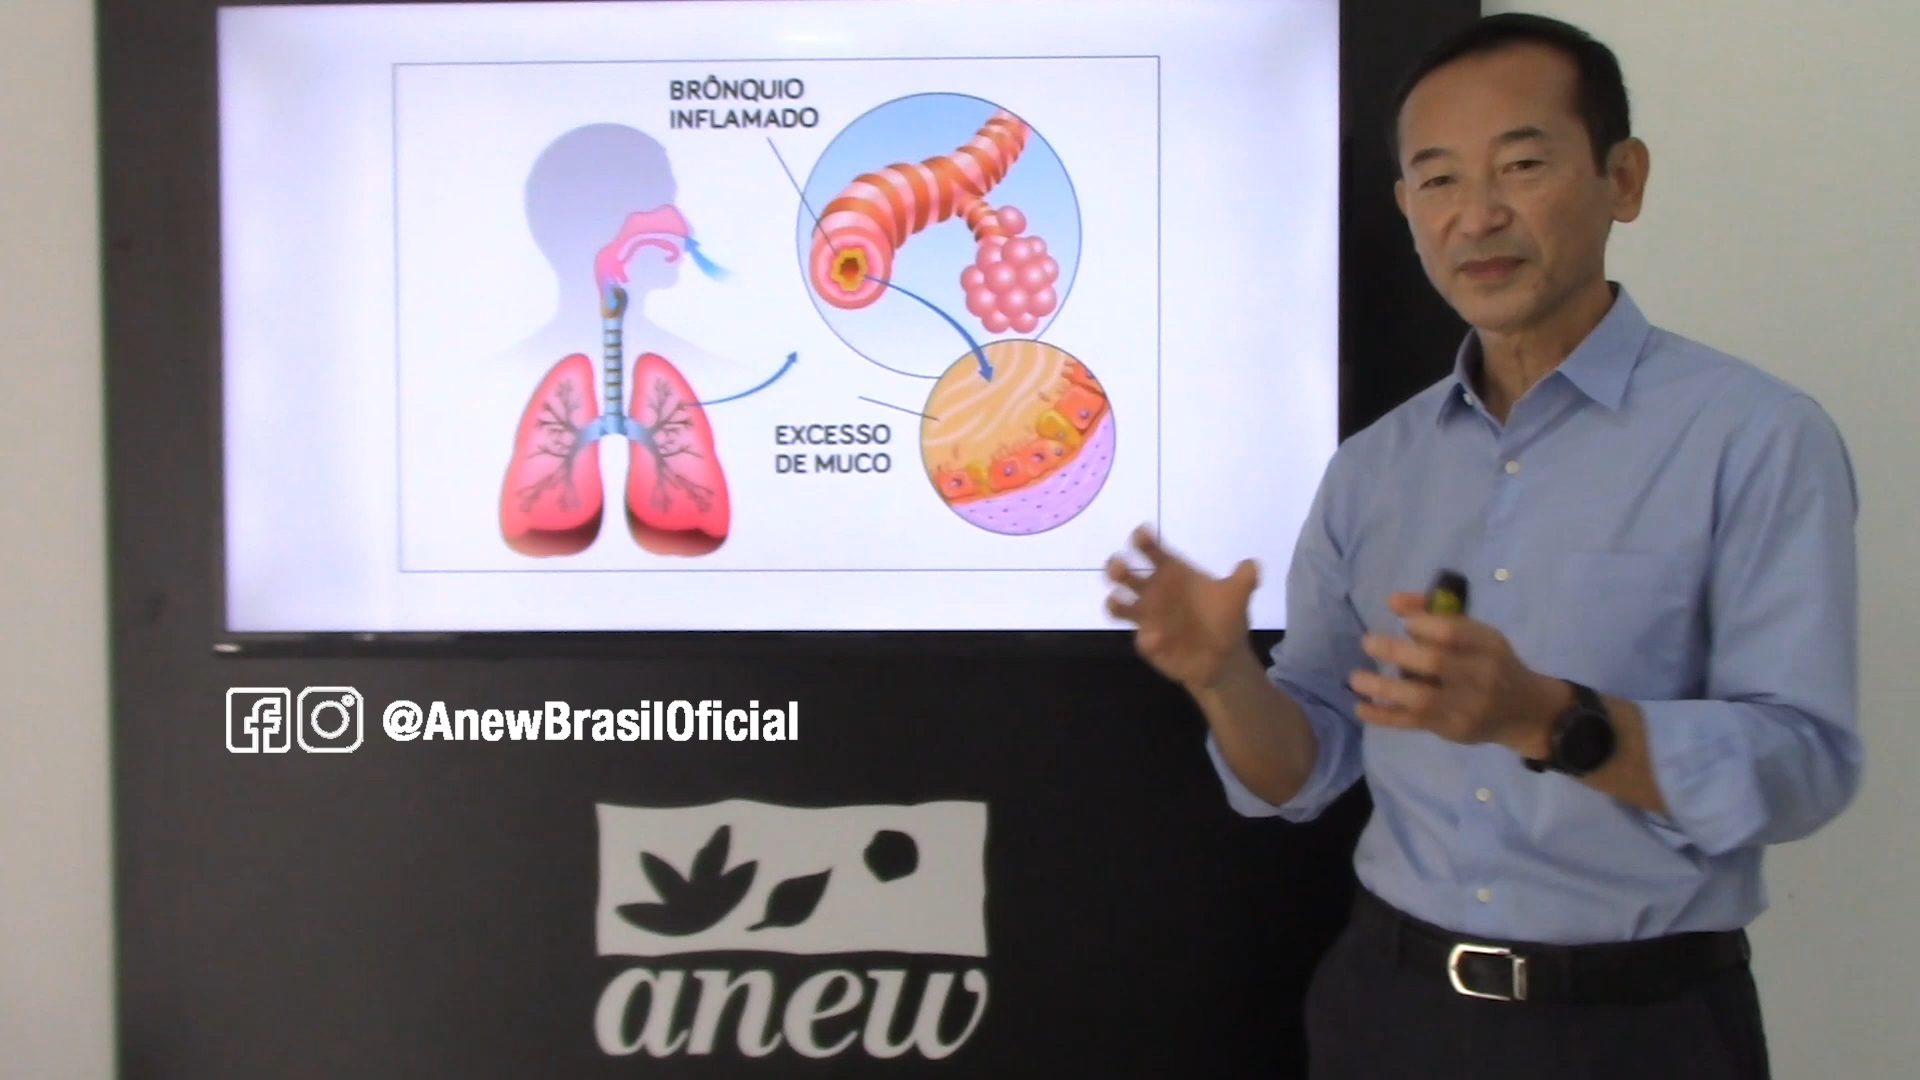 BRÔNQUIO
INFLAMADO
EXCESSO
DE MUCO
@AnewBrasilOficial
anew